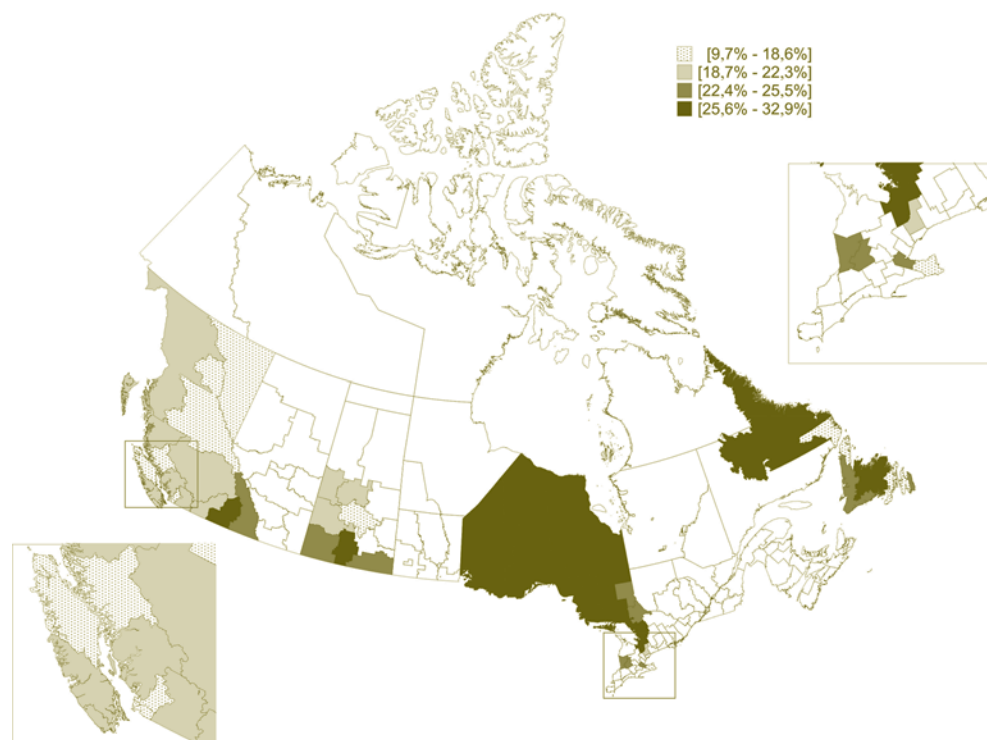 [9,7% - 18,6%]
[18,7% - 22,3%]
[22,4% - 25,5%]
[25,6% - 32,9%]